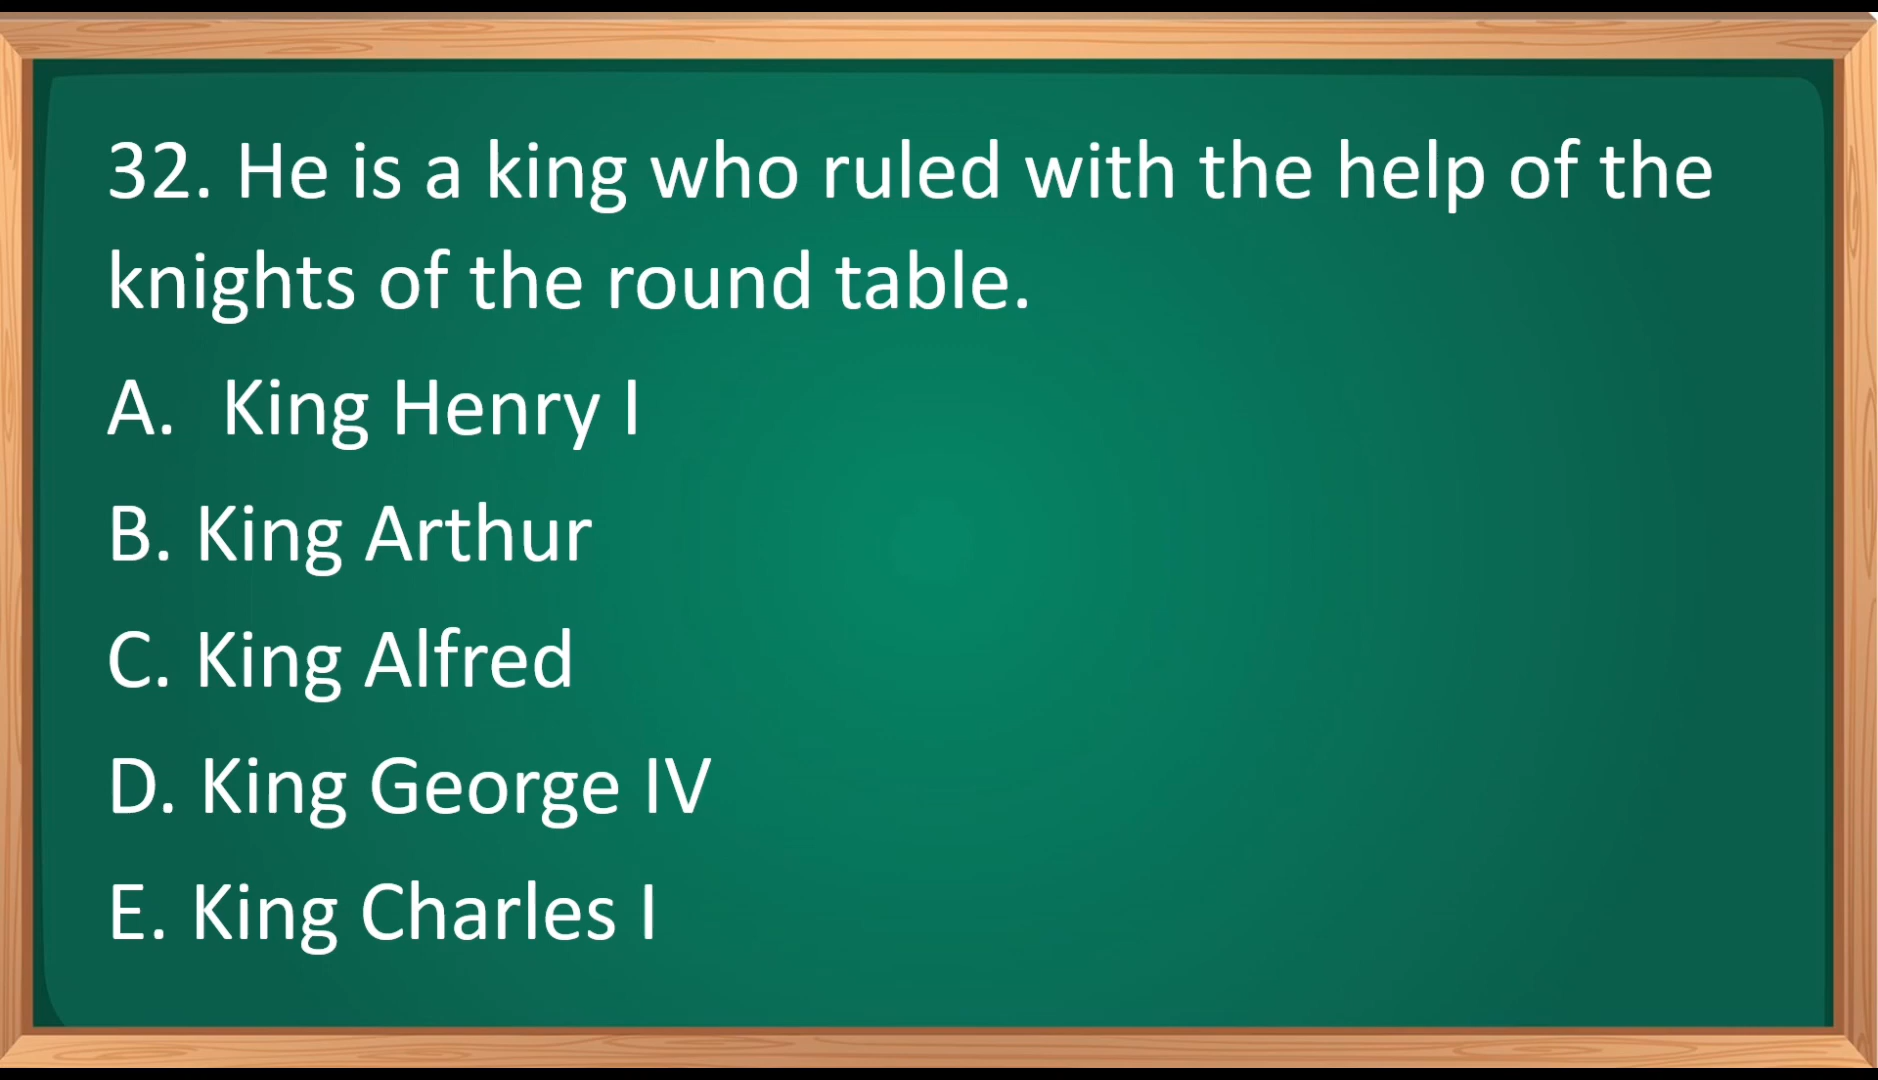 32. He is a king who ruled with the help of the
knights of the round table.
A. King Henry I
B. King Arthur
C. King Alfred
D. King George IV
E. King Charles I